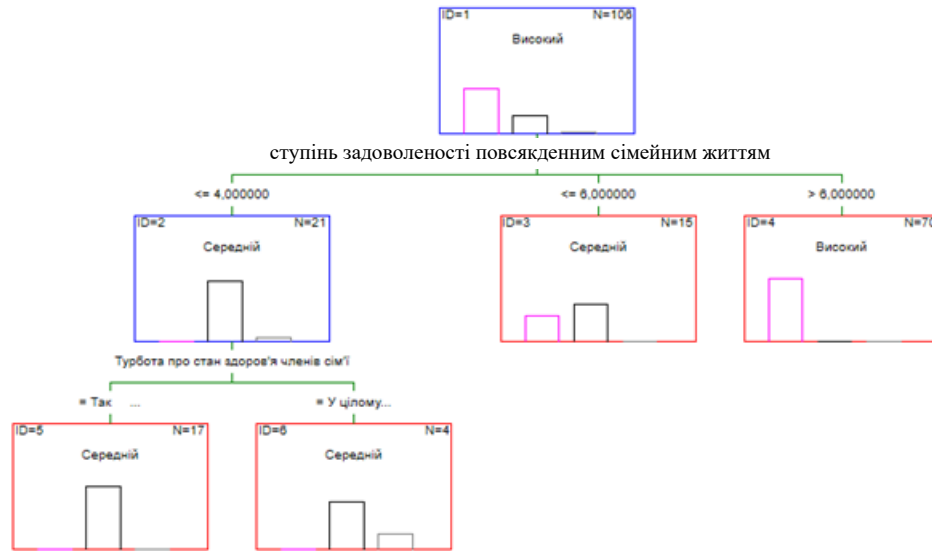 ID=1 N=106
Високий
ступінь задоволеності повсякденним сімейним життям
<= 4,000000 <= 6,000000 > 6,000000
ID=2 N=21 ID=3 N=15 ID=4 N=70
Середній Середній Високий
Турбота про стан здоров'я членів сім'ї
= Так ... = У цілому...
ID=5 N=17 ID=6 N=4
Середній Середній